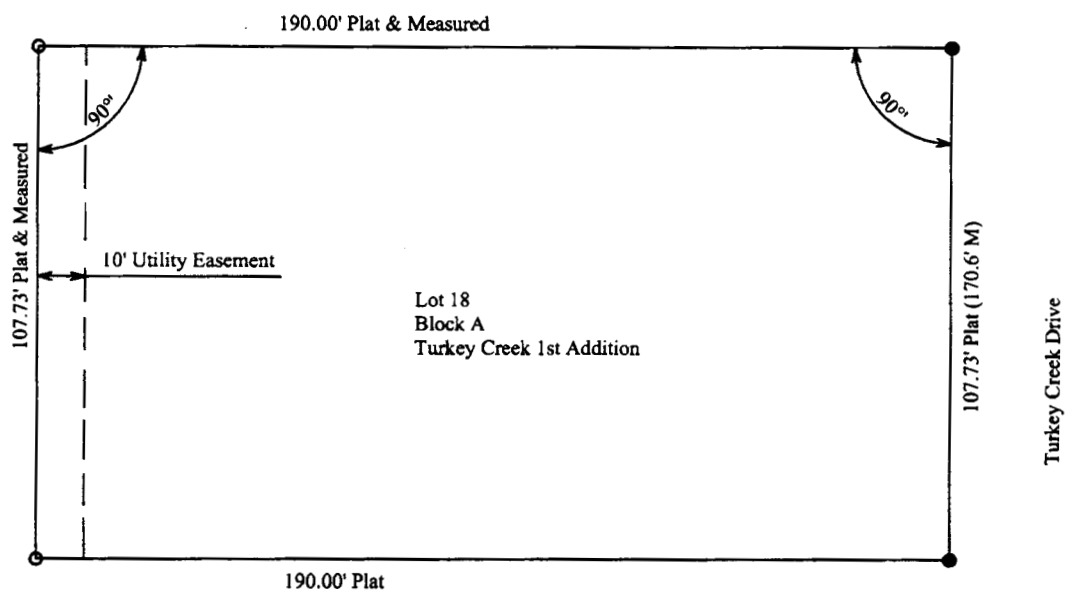 190.00' Plat & Measured
90°'
90°'
107.73' Plat & Measured
10' Utility Easement
Lot 18
Block A
Turkey Creek 1st Addition
107.73' Plat (170.6' M)
Turkey Creek Drive
190.00' Plat